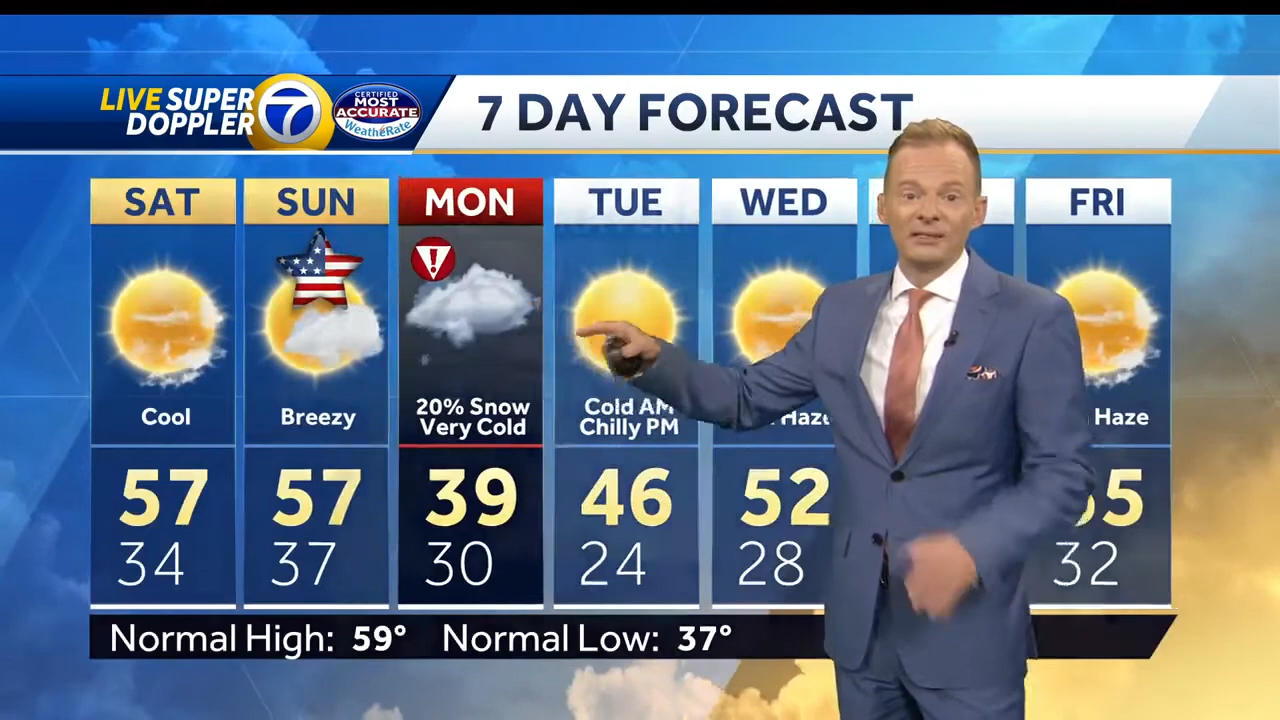 LIVE SUPER
DOPPLER
7
CERTIFIED
MOST
ACCURATE
WeatheRate
7 DAY FORECAST
SAT
Cool
57
34
SUN
Breezy
57
37
MON
!
20% Snow
Very Cold
39
30
TUE
Cold AM
Chilly PM
46
24
WED
Haze
52
28
FRI
Haze
5
32
Normal High: 59° Normal Low: 37°